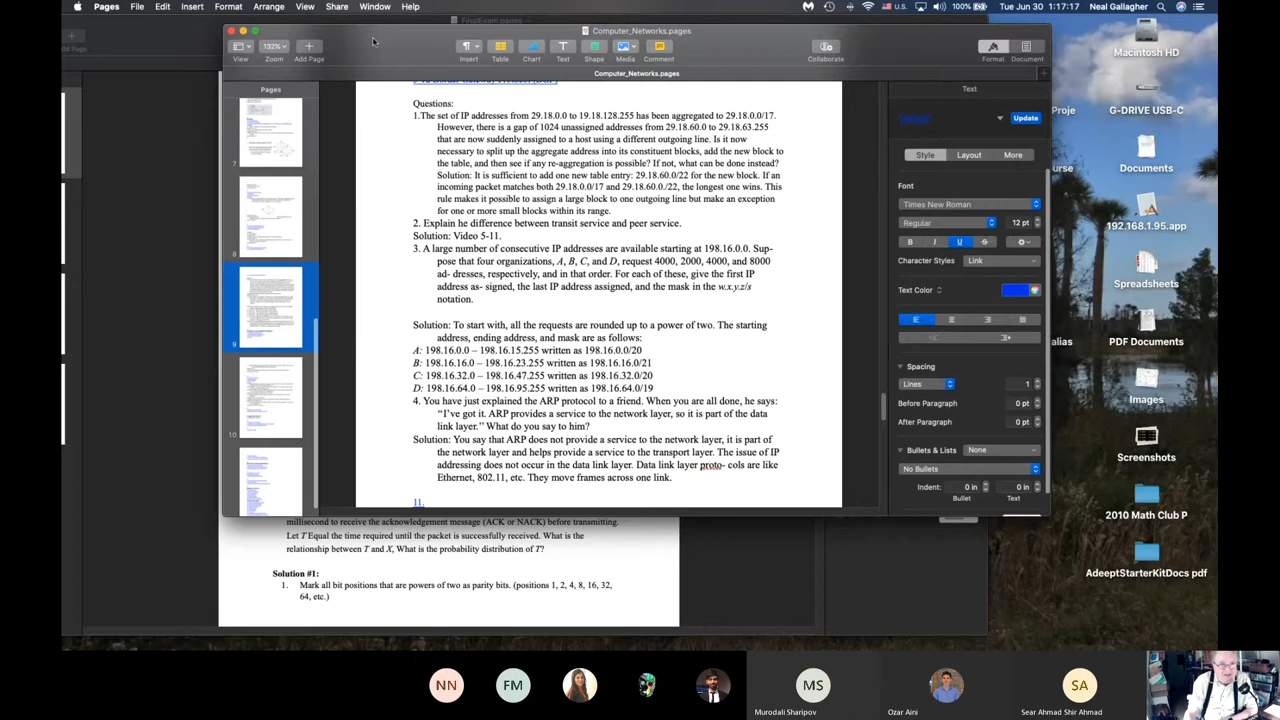 Pages File Edit Insert Format Arrange View Share Window Help
U.S. Tue Jun 30 1:17:17 Neal Gallagher
FinalExam.pages
Add Page
Computer_Networks.pages
132%
View Zoom Add Page Insert Table Chart Text Shape Media Comment Collaborate Format Document
Computer_Networks.pages
Pages
7
8
9
10
Questions:
1.The set of IP addresses from 29.18.0.0 to 19.18.128.255 has been aggregated to 29.18.0.0/17.
However, there is a gap of 1024 unassigned addresses from 29.18.60.0 to 29.18.63.255
that are now suddenly assigned to a host using a different outgoing line. Is it now
necessary to split up the aggregate address into its constituent blocks, add the new block to
the table, and then see if any re-aggregation is possible? If not, what can be done instead?
Solution: It is sufficient to add one new table entry: 29.18.60.0/22 for the new block. If an
incoming packet matches both 29.18.0.0/17 and 29.18.60.0./22, the longest one wins. This
rule makes it possible to assign a large block to one outgoing line but make an exception
for one or more small blocks within its range.
2. Explain he difference between transit service and peer service.
Solution: Video 5-11.
3. A large number of consecutive IP addresses are available starting at 198.16.0.0. Sup-
pose that four organizations, A, B, C, and D, request 4000, 2000, 4000, and 8000
ad- dresses, respectively, and in that order. For each of these, give the first IP
address as- signed, the last IP address assigned, and the mask in the w.x.y.z/s
notation.
Solution: To start with, all the requests are rounded up to a power of two. The starting
address, ending address, and mask are as follows:
A: 198.16.0.0 – 198.16.15.255 written as 198.16.0.0/20
B: 198.16.16.0 – 198.16.23.255 written as 198.16.16.0/21
C: 198.16.32.0 – 198.16.47.255 written as 198.16.32.0/20
D: 198.16.64.0 – 198.16.95.255 written as 198.16.64.0/19
4. You have just explained the ARP protocol to a friend. When you are all done, he says:
“I’ve got it. ARP provides a service to the network layer, so it is part of the data
link layer.” What do you say to him?
Solution: You say that ARP does not provide a service to the network layer, it is part of
the network layer and helps provide a service to the transport layer. The issue of IP
addressing does not occur in the data link layer. Data link layer proto- cols are like
Ethernet, 802.11, etc. They move frames across one link.
11.
Text
Update
Style Layout More
Font
Times New Roman
Regular 12 pt
B I U S
Character Styles Link
Text Color
Spacing
Lines 1
Before Paragraph 0 pt
After Paragraph 0 pt
Bullets & Lists None
No Bullets
Indent: 0 in 0 in
Bullet Text
millisecond to receive the acknowledgement message (ACK or NACK) before transmitting.
Let T Equal the time required until the packet is successfully received. What is the
relationship between T and X, What is the probability distribution of T?
Solution #1:
1. Mark all bit positions that are powers of two as parity bits. (positions 1, 2, 4, 8, 16, 32,
64, etc.)
Macintosh HD
Proje
G-DRIVE USB-C
Documents
192.168.1.95.app
Spreadsheets
alias
PDF Documents
Images
Screenshots
2010 Math Club P
AdeeptStarterKitDocs pdf
NN FM MS SA
Murodali Sharipov Ozar Aini Sear Ahmad Shir Ahmad